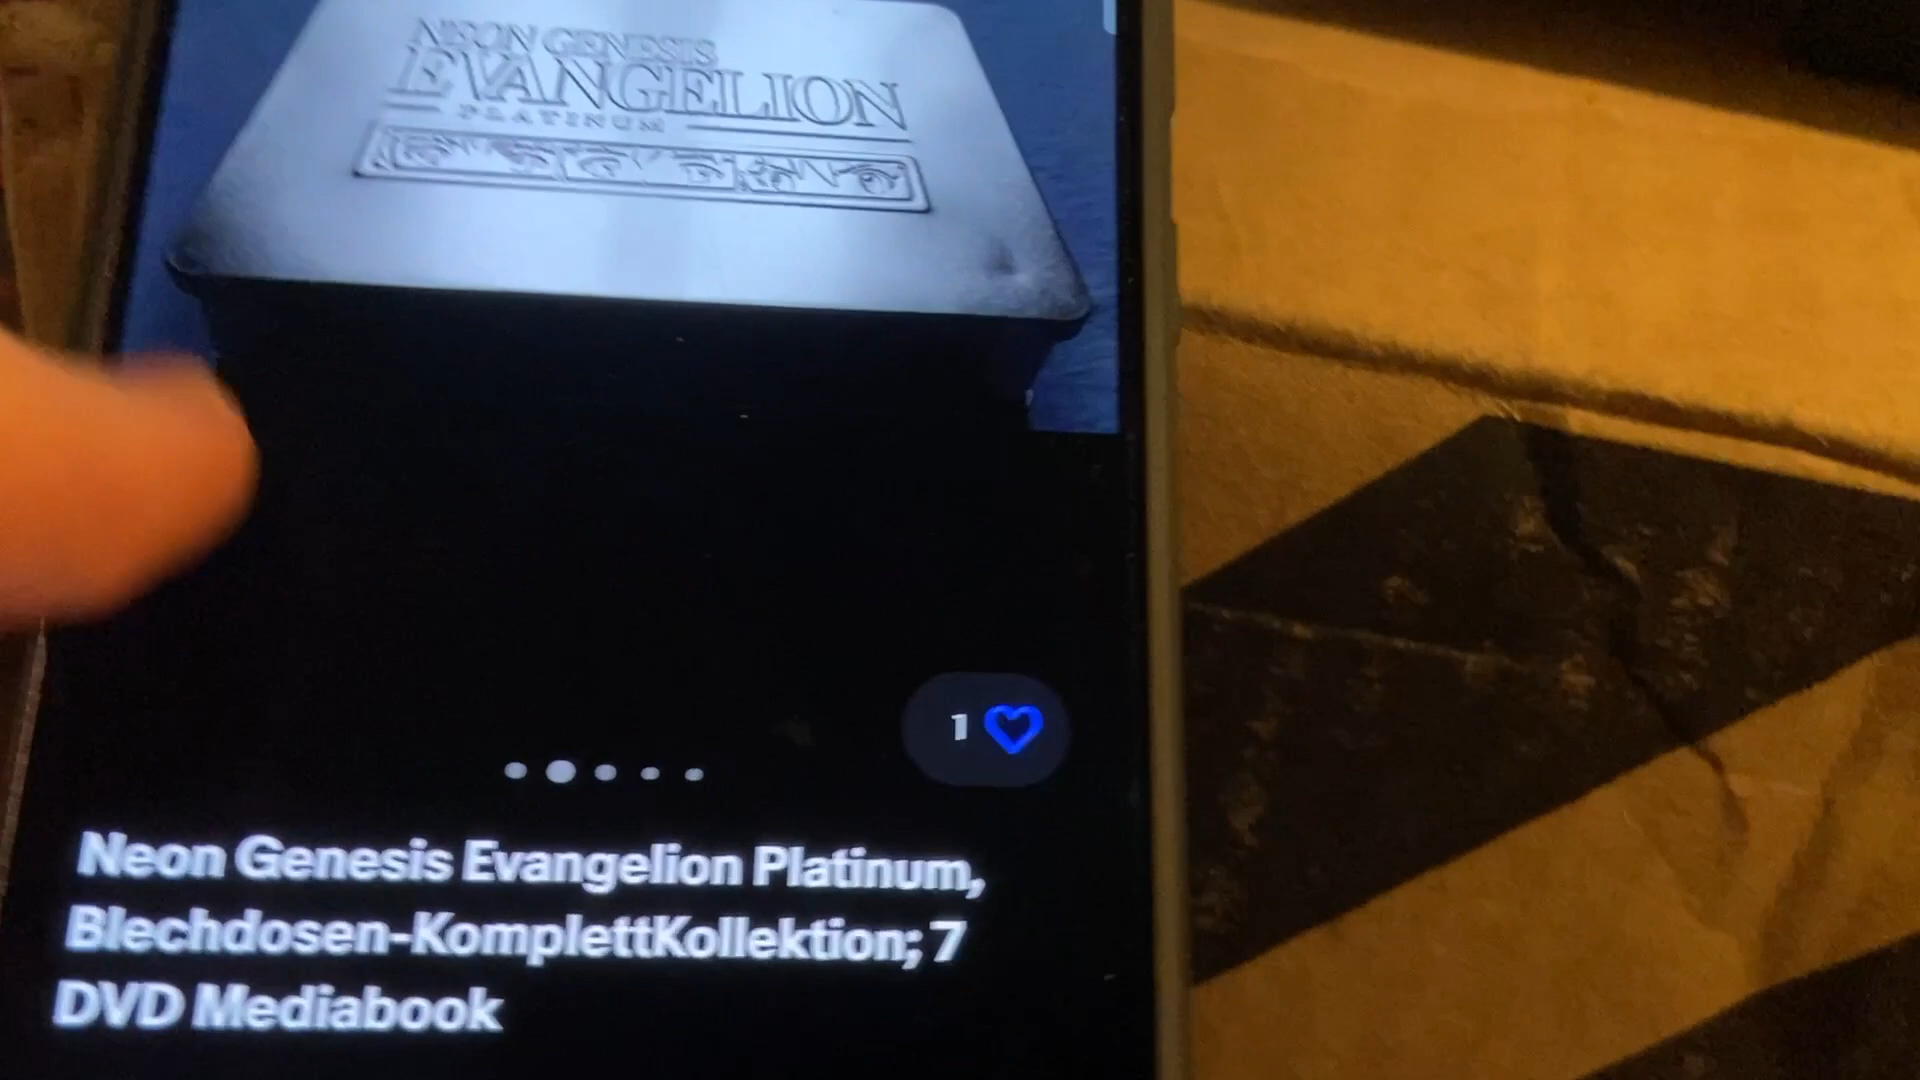 NEON GENESIS
EVANGELION
PLATINUM
1
Neon Genesis Evangelion Platinum,
Blechdosen-KomplettKollektion; 7
DVD Mediabook